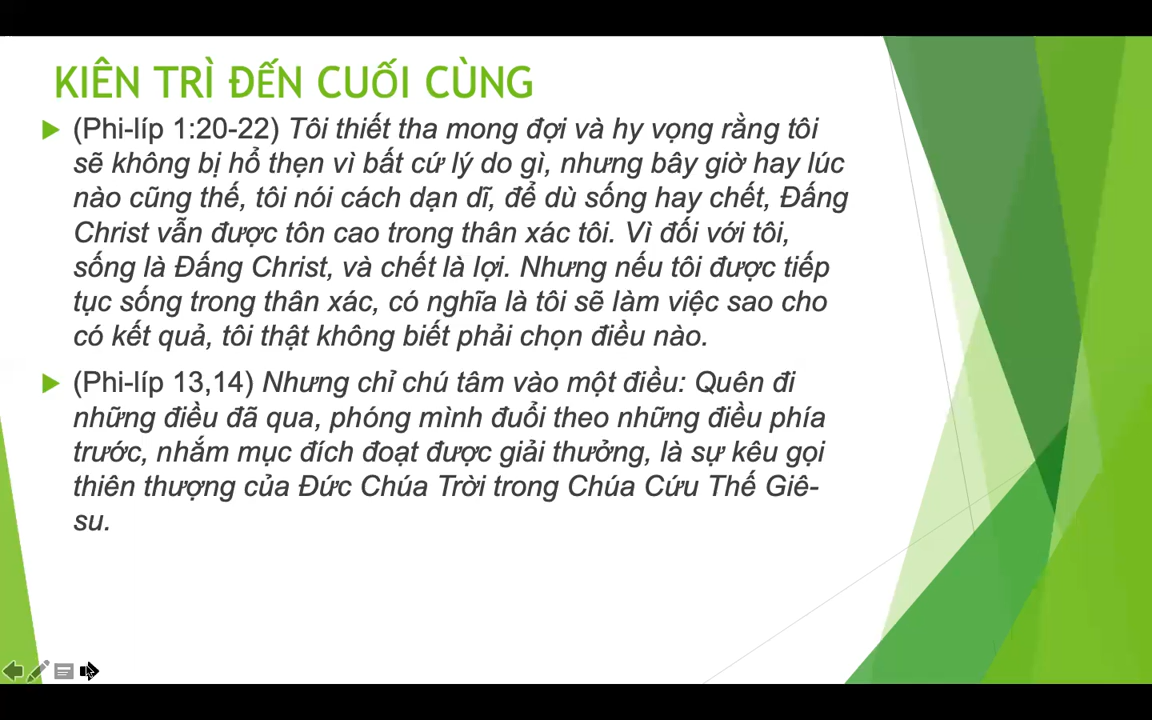 KIÊN TRÌ ĐẾN CUỐI CÙNG
(Phi-líp 1:20-22) Tôi thiết tha mong đợi và hy vọng rằng tôi
sẽ không bị hổ thẹn vì bất cứ lý do gì, nhưng bây giờ hay lúc
nào cũng thế, tôi nói cách dạn dĩ, để dù sống hay chết, Đấng
Christ vẫn được tôn cao trong thân xác tôi. Vì đối với tôi,
sống là Đấng Christ, và chết là lợi. Nhưng nếu tôi được tiếp
tục sống trong thân xác, có nghĩa là tôi sẽ làm việc sao cho
có kết quả, tôi thật không biết phải chọn điều nào.
(Phi-líp 13,14) Nhưng chỉ chú tâm vào một điều: Quên đi
những điều đã qua, phóng mình đuổi theo những điều phía
trước, nhắm mục đích đoạt được giải thưởng, là sự kêu gọi
thiên thượng của Đức Chúa Trời trong Chúa Cứu Thế Giê-
su.